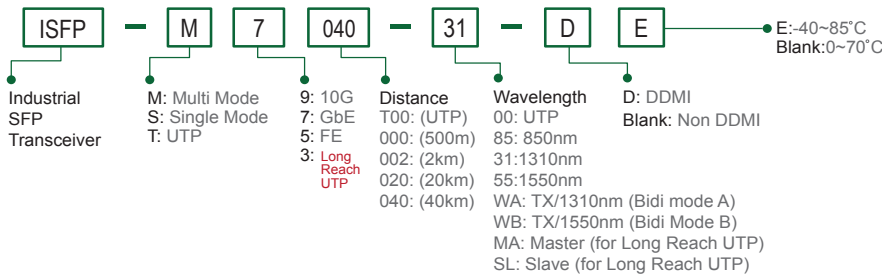 ISFP – M 7 040 – 31 – D E
E:-40~85˚C
Blank:0~70˚C
Industrial
SFP
Transceiver
M: Multi Mode
S: Single Mode
T: UTP
9: 10G
7: GbE
5: FE
3: Long
Reach
UTP
Distance
T00: (UTP)
000: (500m)
002: (2km)
020: (20km)
040: (40km)
Wavelength
00: UTP
85: 850nm
31:1310nm
55:1550nm
WA: TX/1310nm (Bidi mode A)
WB: TX/1550nm (Bidi Mode B)
MA: Master (for Long Reach UTP)
SL: Slave (for Long Reach UTP)
D: DDMI
Blank: Non DDMI